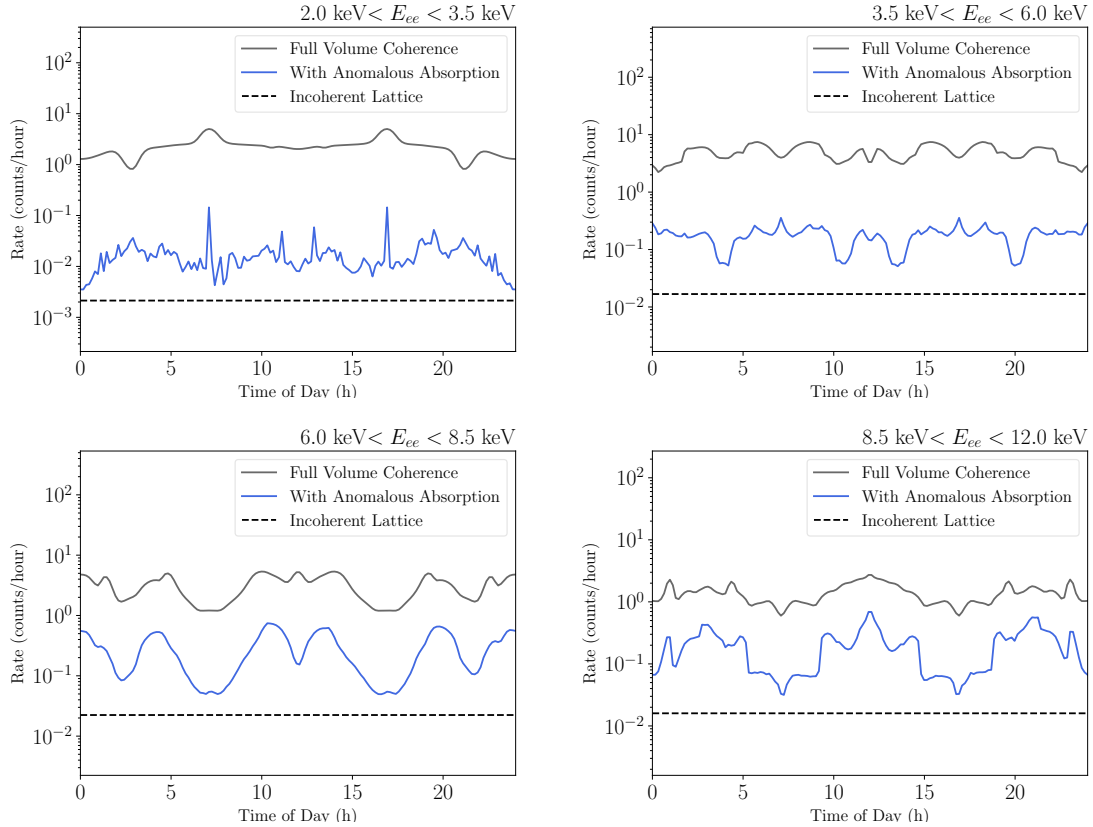 2.0 keV< E_ee < 3.5 keV
Full Volume Coherence
With Anomalous Absorption
Incoherent Lattice
Rate (counts/hour)
10^2
10^1
10^0
10^−1
10^−2
10^−3
0 5 10 15 20
Time of Day (h)
3.5 keV< E_ee < 6.0 keV
Full Volume Coherence
With Anomalous Absorption
Incoherent Lattice
Rate (counts/hour)
10^2
10^1
10^0
10^−1
10^−2
0 5 10 15 20
Time of Day (h)
6.0 keV< E_ee < 8.5 keV
Full Volume Coherence
With Anomalous Absorption
Incoherent Lattice
Rate (counts/hour)
10^2
10^1
10^0
10^−1
10^−2
0 5 10 15 20
Time of Day (h)
8.5 keV< E_ee < 12.0 keV
Full Volume Coherence
With Anomalous Absorption
Incoherent Lattice
Rate (counts/hour)
10^2
10^1
10^0
10^−1
10^−2
0 5 10 15 20
Time of Day (h)